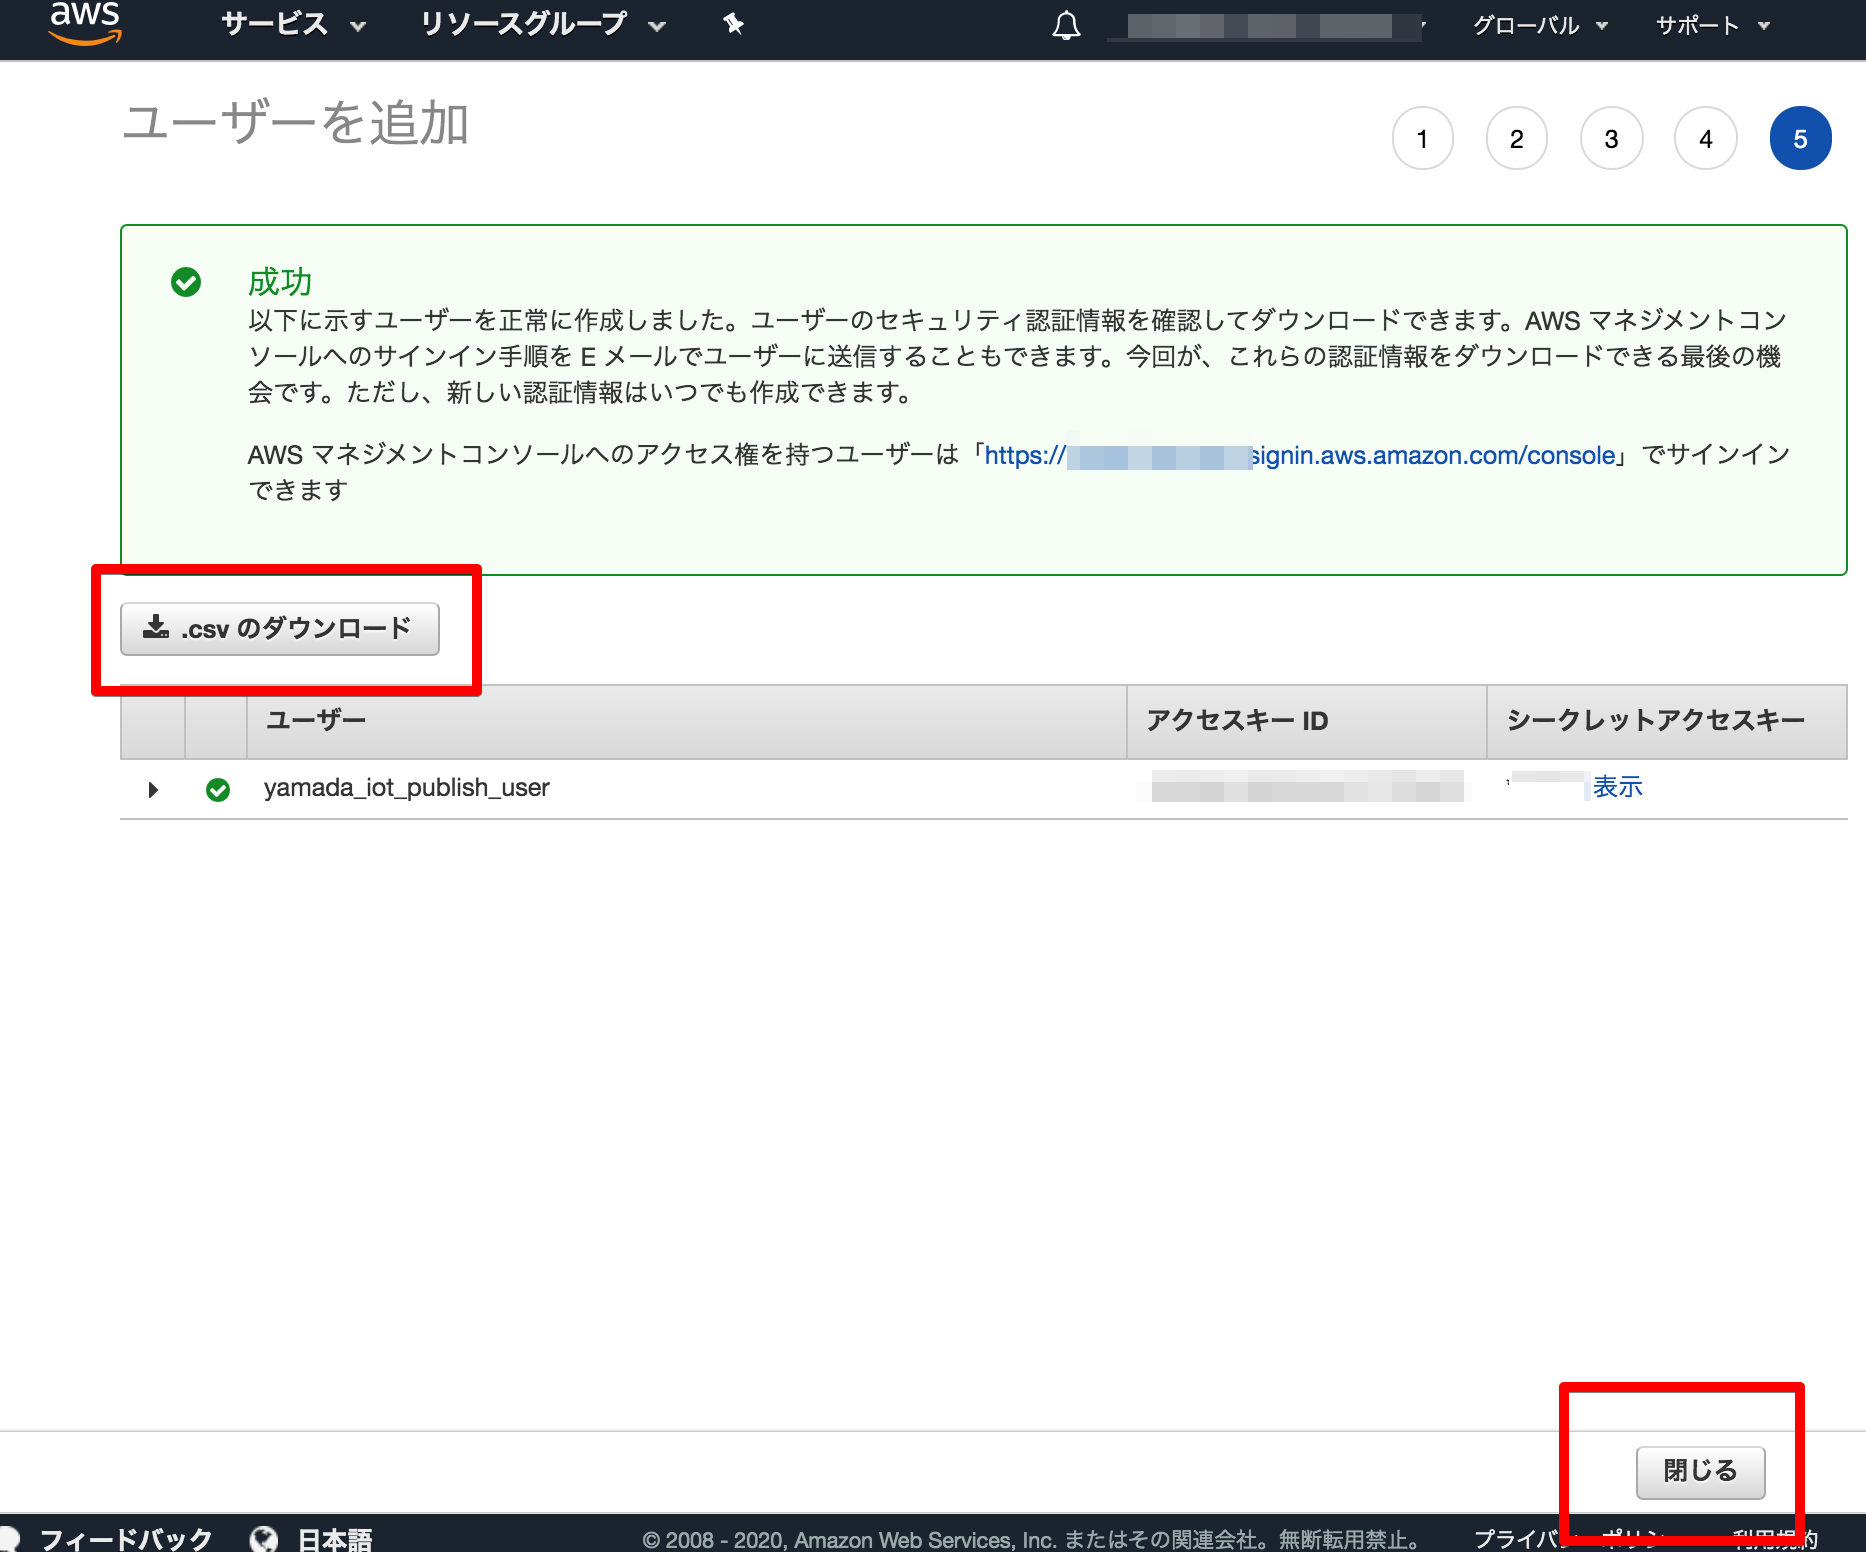 aws サービス リソースグループ グローバル サポート
ユーザーを追加
1 2 3 4 5
成功
以下に示すユーザーを正常に作成しました。ユーザーのセキュリティ認証情報を確認してダウンロードできます。AWS マネジメントコン
ソールへのサインイン手順を E メールでユーザーに送信することもできます。今回が、これらの認証情報をダウンロードできる最後の機
会です。ただし、新しい認証情報はいつでも作成できます。
AWS マネジメントコンソールへのアクセス権を持つユーザーは「https:// signin.aws.amazon.com/console」でサインイン
できます
.csv のダウンロード
ユーザー アクセスキー ID シークレットアクセスキー
yamada_iot_publish_user 表示
閉じる
フィードバック 日本語 © 2008 - 2020, Amazon Web Services, Inc. またはその関連会社。無断転用禁止。 プライバシーポリシー 利用規約